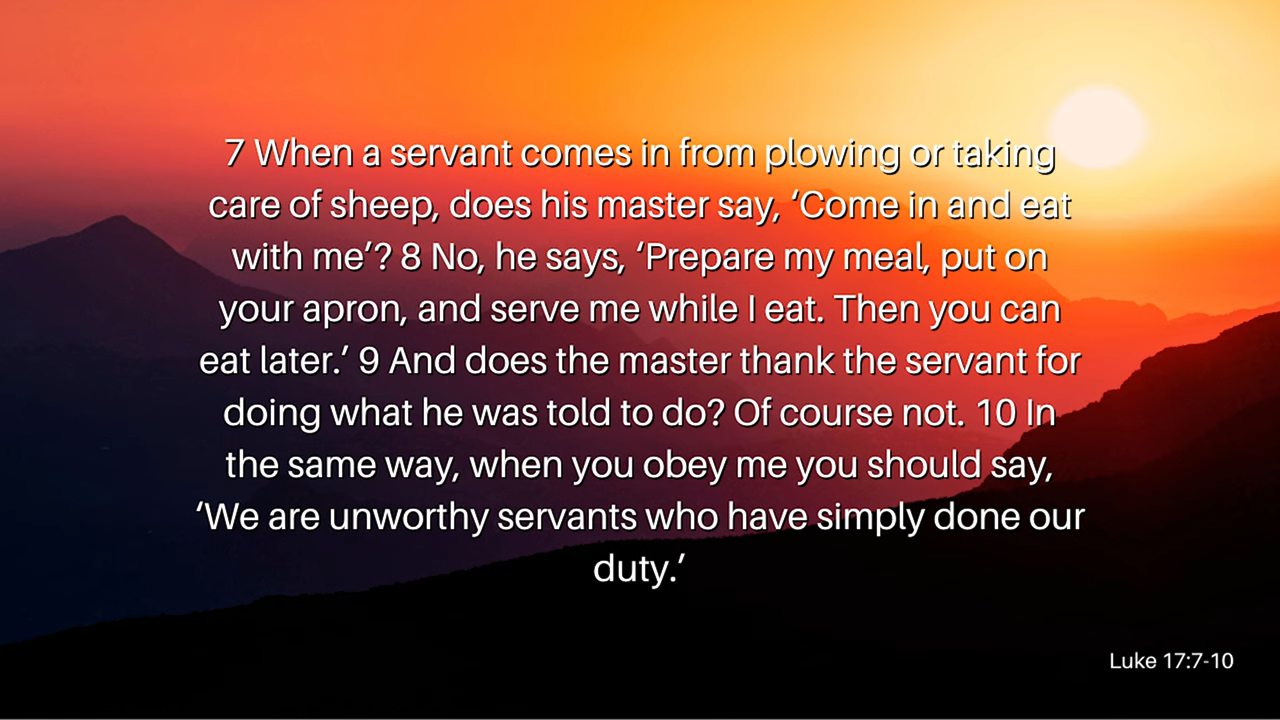 7 When a servant comes in from plowing or taking
care of sheep, does his master say, ‘Come in and eat
with me’? 8 No, he says, ‘Prepare my meal, put on
your apron, and serve me while I eat. Then you can
eat later.’ 9 And does the master thank the servant for
doing what he was told to do? Of course not. 10 In
the same way, when you obey me you should say,
‘We are unworthy servants who have simply done our
duty.’
Luke 17:7-10